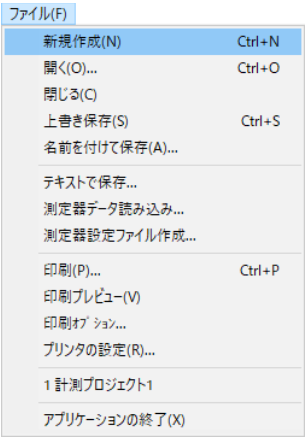 ファイル(F)
新規作成(N) Ctrl+N
開く(O)... Ctrl+O
閉じる(C)
上書き保存(S) Ctrl+S
名前を付けて保存(A)...
テキストで保存...
測定器データ読み込み...
測定器設定ファイル作成...
印刷(P)... Ctrl+P
印刷プレビュー(V)
印刷ｵﾌﾟｼｮﾝ...
プリンタの設定(R)...
1 計測プロジェクト1
アプリケーションの終了(X)